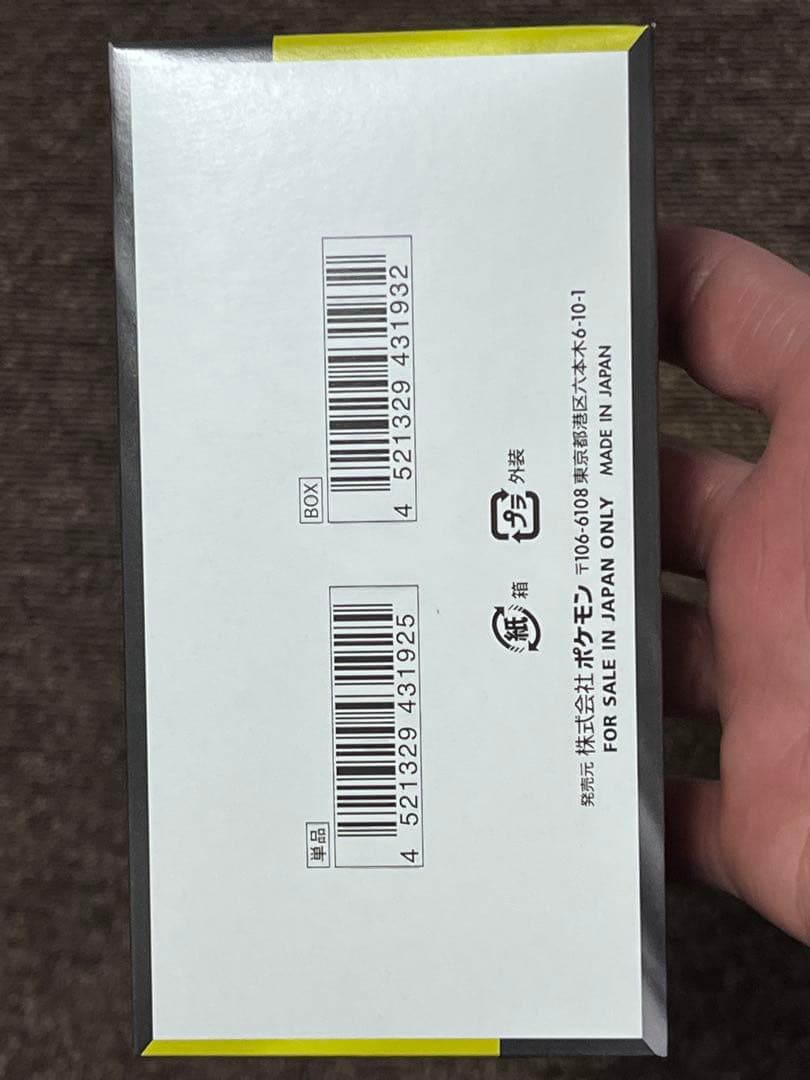 単品
4 521329 431925
BOX
4 521329 431932
紙 箱
プラ 外装
発売元 株式会社 ポケモン 〒106-6108 東京都港区六本木6-10-1
FOR SALE IN JAPAN ONLY MADE IN JAPAN